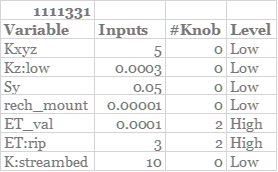 1111331
Variable Inputs #Knob Level
Kxyz 5 0 Low
Kz:low 0.0003 0 Low
Sy 0.05 0 Low
rech_mount 0.00001 0 Low
ET_val 0.0001 2 High
ET:rip 3 2 High
K:streambed 10 0 Low